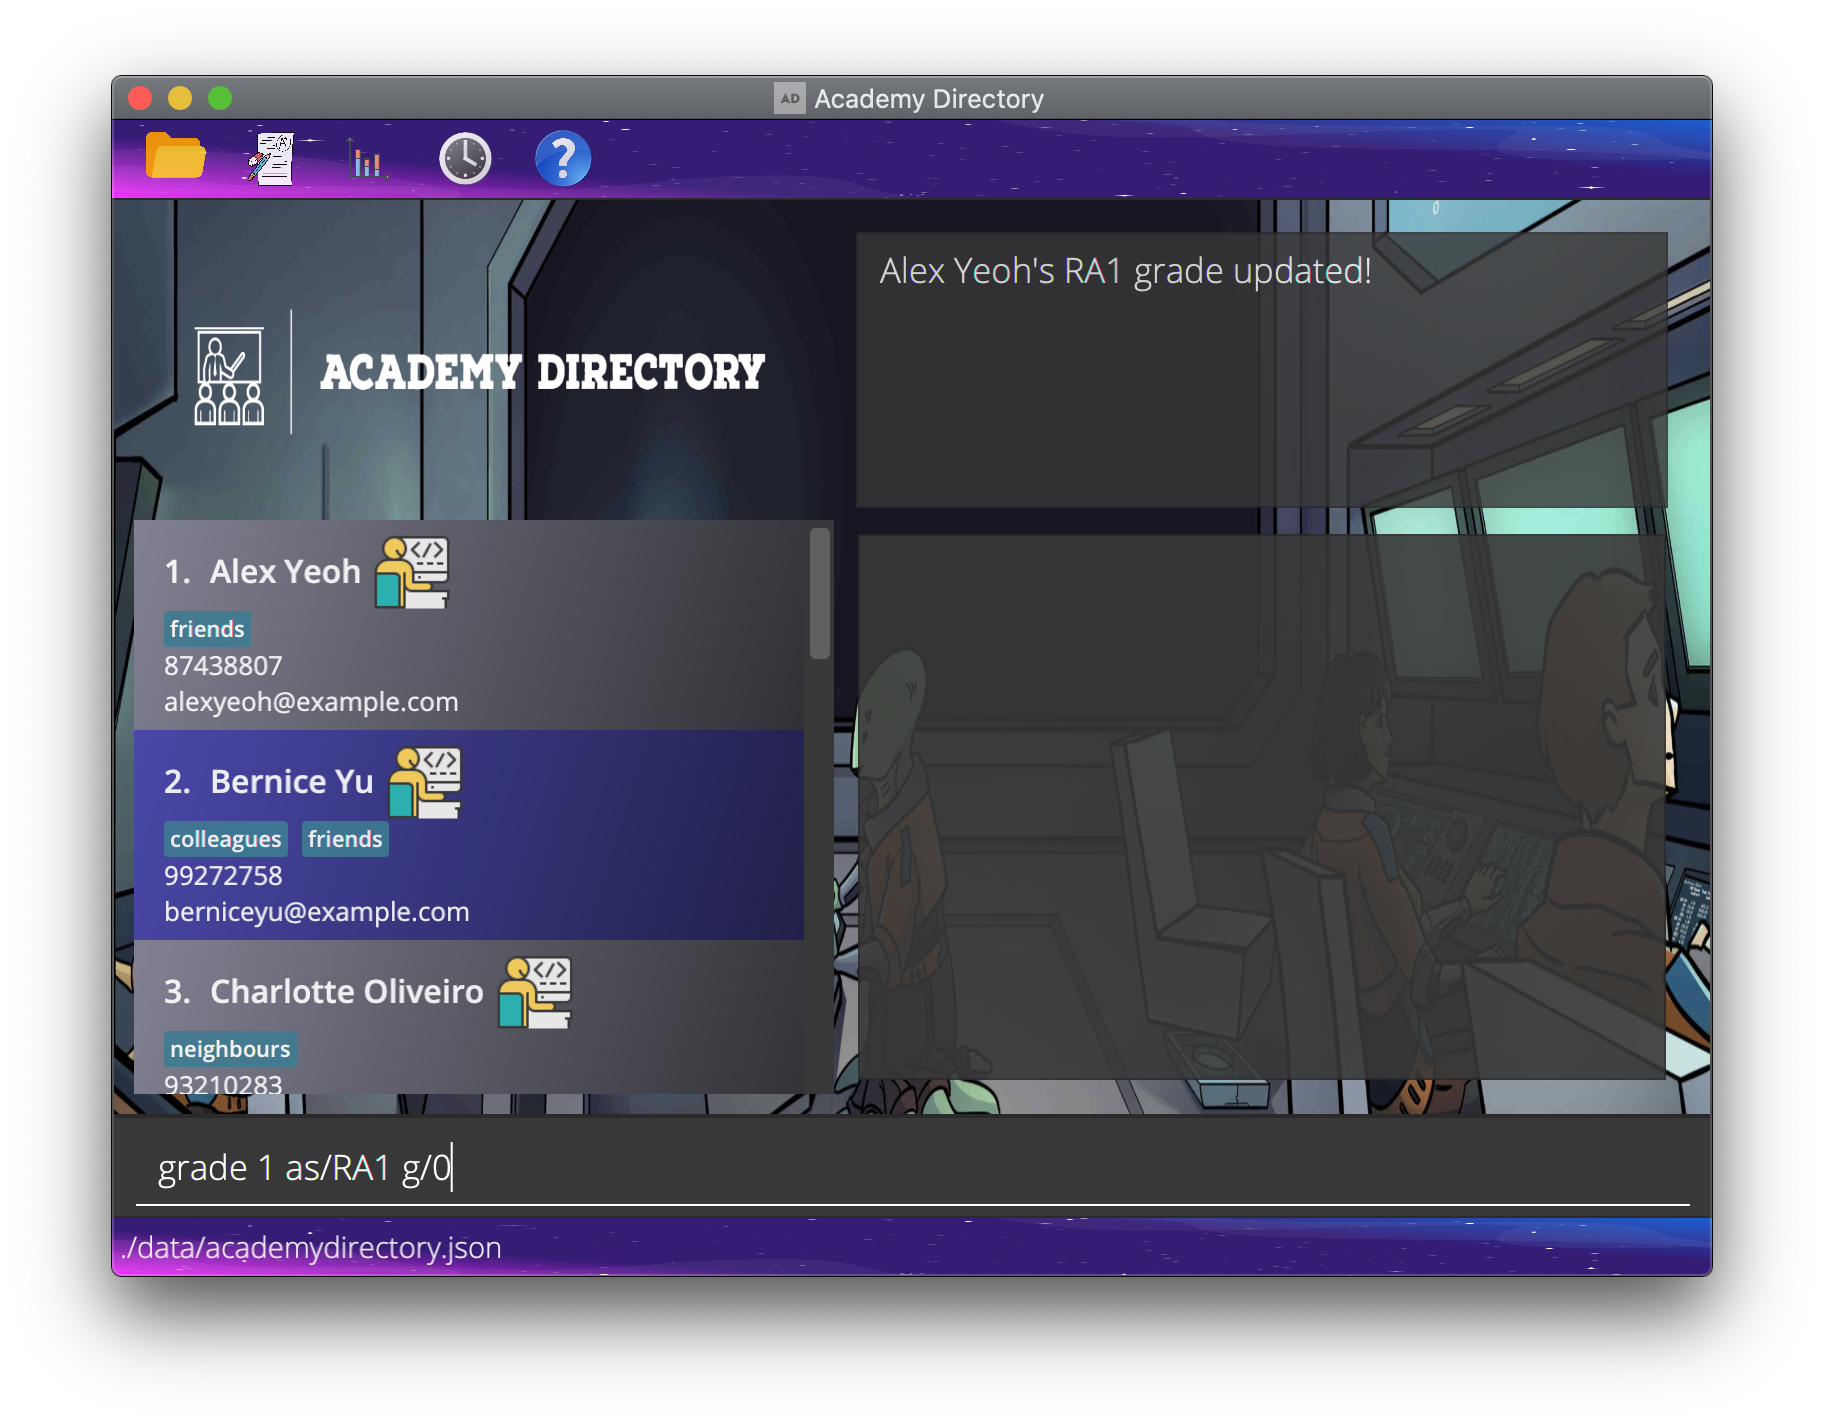 AD Academy Directory
ACADEMY DIRECTORY
Alex Yeoh's RA1 grade updated!
1. Alex Yeoh
friends
87438807
alexyeoh@example.com
2. Bernice Yu
colleagues friends
99272758
berniceyu@example.com
3. Charlotte Oliveiro
neighbours
93210283
grade 1 as/RA1 g/0
./data/academydirectory.json